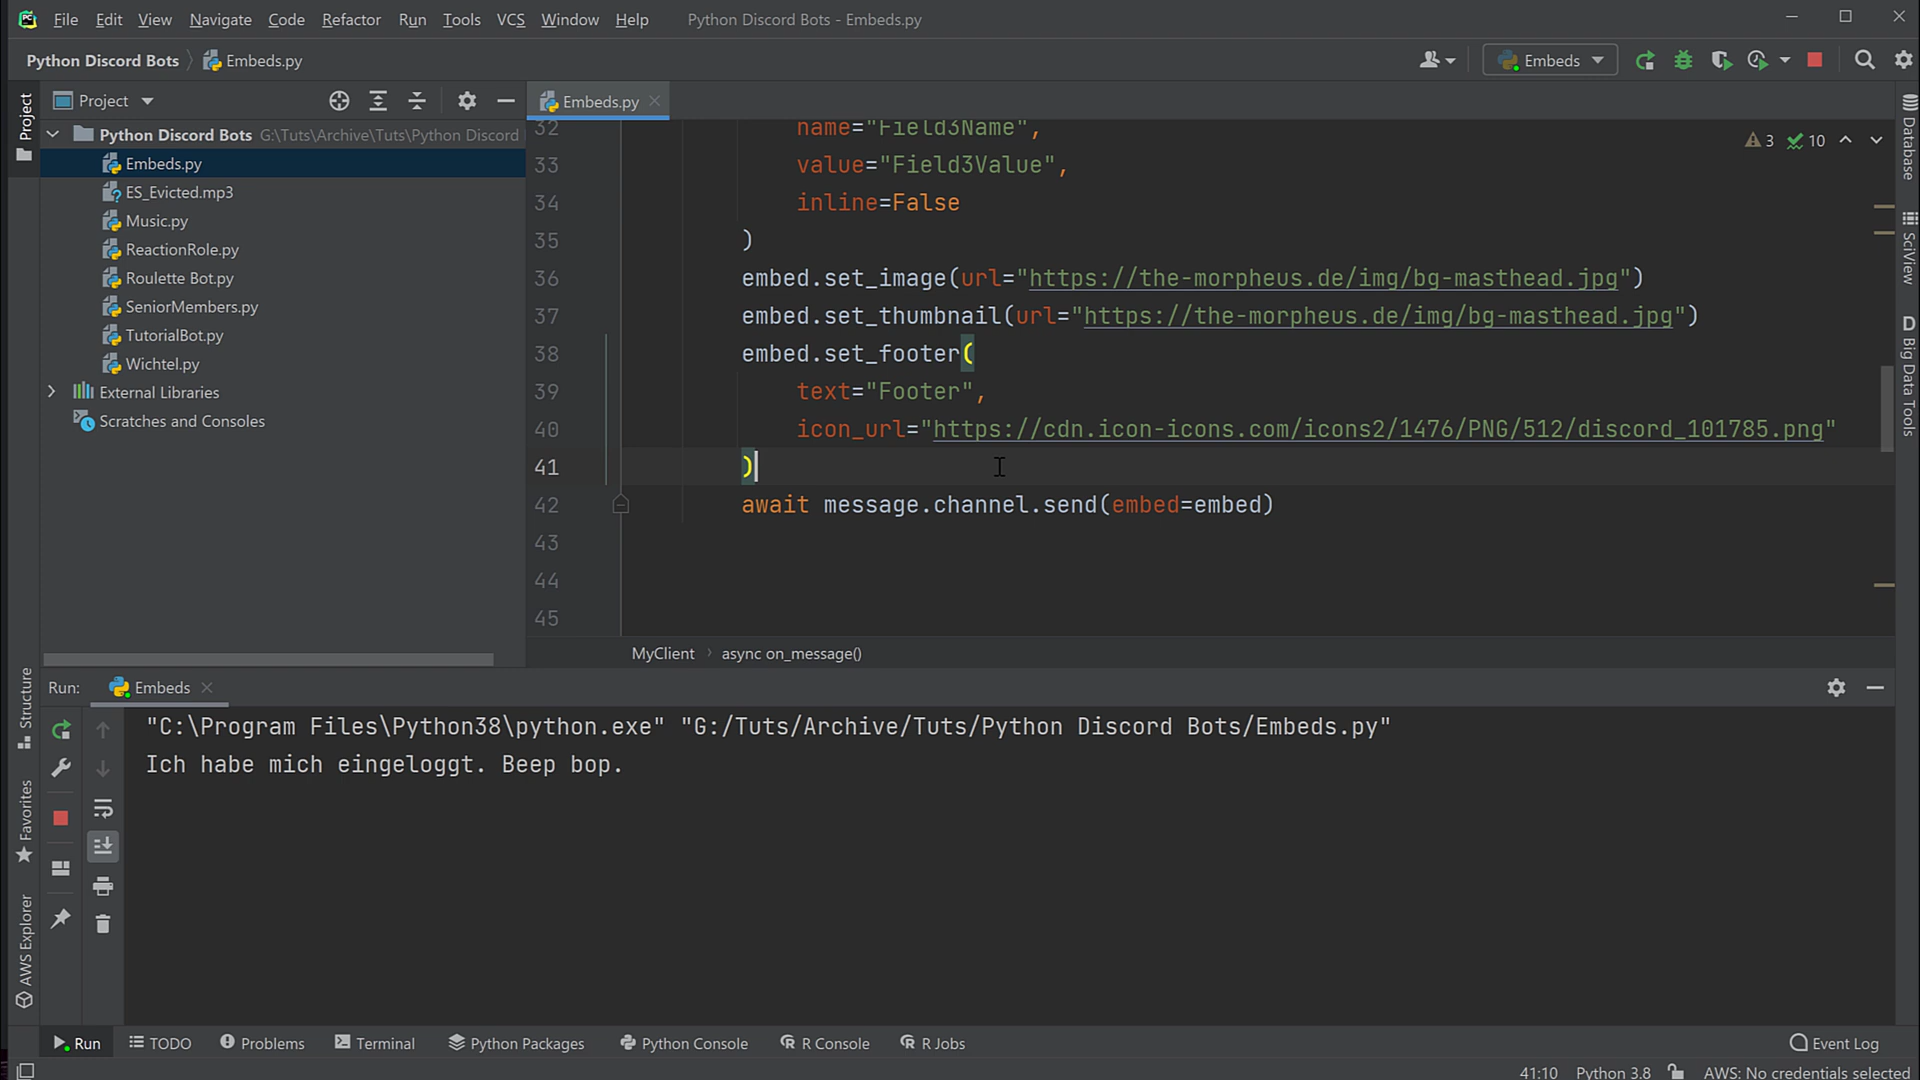 File Edit View Navigate Code Refactor Run Tools VCS Window Help Python Discord Bots - Embeds.py
Python Discord Bots Embeds.py Embeds
Project
Project
Python Discord Bots G:\Tuts\Archive\Tuts\Python Discord
Embeds.py
ES_Evicted.mp3
Music.py
ReactionRole.py
Roulette Bot.py
SeniorMembers.py
TutorialBot.py
Wichtel.py
External Libraries
Scratches and Consoles
Embeds.py
3 10
32 name="Field3Name",
33 value="Field3Value",
34 inline=False
35 )
36 embed.set_image(url="https://the-morpheus.de/img/bg-masthead.jpg")
37 embed.set_thumbnail(url="https://the-morpheus.de/img/bg-masthead.jpg")
38 embed.set_footer(
39 text="Footer",
40 icon_url="https://cdn.icon-icons.com/icons2/1476/PNG/512/discord_101785.png"
41 )
42 await message.channel.send(embed=embed)
43
44
45
MyClient async on_message()
Database
SciView
D Big Data Tools
Structure
Favorites
AWS Explorer
Run: Embeds
"C:\Program Files\Python38\python.exe" "G:/Tuts/Archive/Tuts/Python Discord Bots/Embeds.py"
Ich habe mich eingeloggt. Beep bop.
Run TODO Problems Terminal Python Packages Python Console R Console R Jobs Event Log
41:10 Python 3.8 AWS: No credentials selected